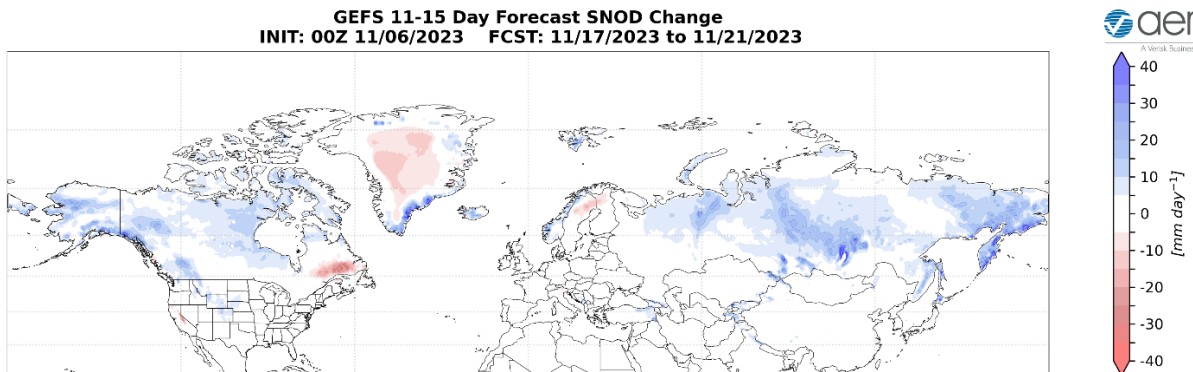 GEFS 11-15 Day Forecast SNOD Change
INIT: 00Z 11/06/2023    FCST: 11/17/2023 to 11/21/2023
aer
A Verisk Busines
40
30
20
10
0
-10
-20
-30
-40
[mm day⁻¹]